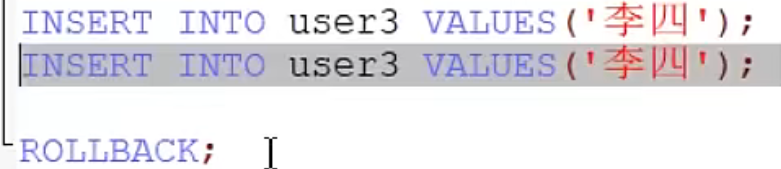 INSERT INTO user3 VALUES('李四');
INSERT INTO user3 VALUES('李四');
ROLLBACK;